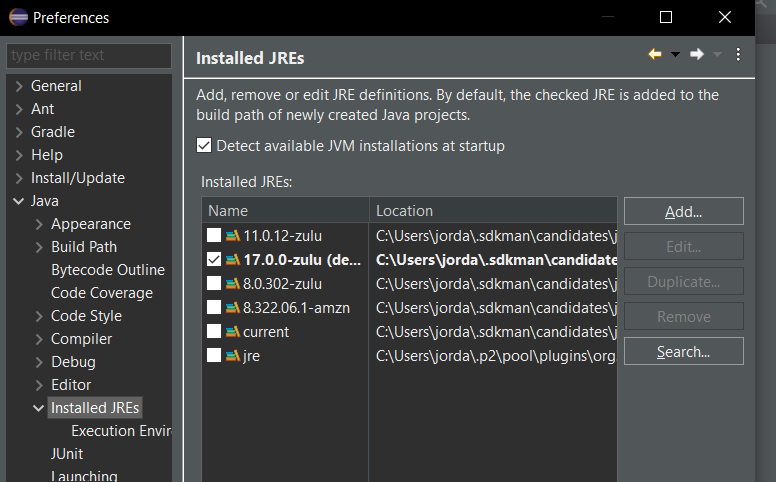 Preferences
type filter text
General
Ant
Gradle
Help
Install/Update
Java
Appearance
Build Path
Bytecode Outline
Code Coverage
Code Style
Compiler
Debug
Editor
Installed JREs
Execution Envir
JUnit
Launching
Installed JREs
Add, remove or edit JRE definitions. By default, the checked JRE is added to the
build path of newly created Java projects.
Detect available JVM installations at startup
Installed JREs:
Name Location
11.0.12-zulu C:\Users\jorda\.sdkman\candidates\j
17.0.0-zulu (de... C:\Users\jorda\.sdkman\candidate
8.0.302-zulu C:\Users\jorda\.sdkman\candidates\j
8.322.06.1-amzn C:\Users\jorda\.sdkman\candidates\j
current C:\Users\jorda\.sdkman\candidates\j
jre C:\Users\jorda\.p2\pool\plugins\org
Add...
Edit...
Duplicate...
Remove
Search...